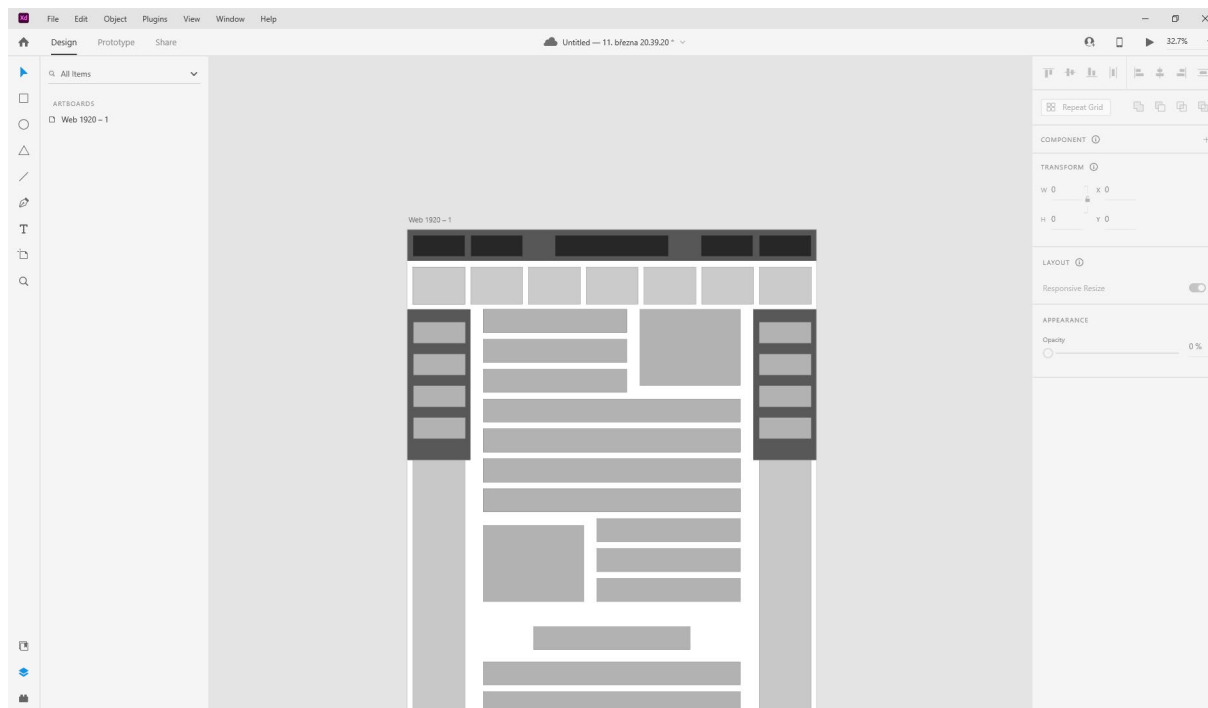 Xd File Edit Object Plugins View Window Help
Design Prototype Share
Untitled — 11. března 20.39.20 *
32.7%
All Items
ARTBOARDS
Web 1920 – 1
Web 1920 – 1
Repeat Grid
COMPONENT
TRANSFORM
W 0 X 0
H 0 Y 0
LAYOUT
Responsive Resize
APPEARANCE
Opacity
0 %